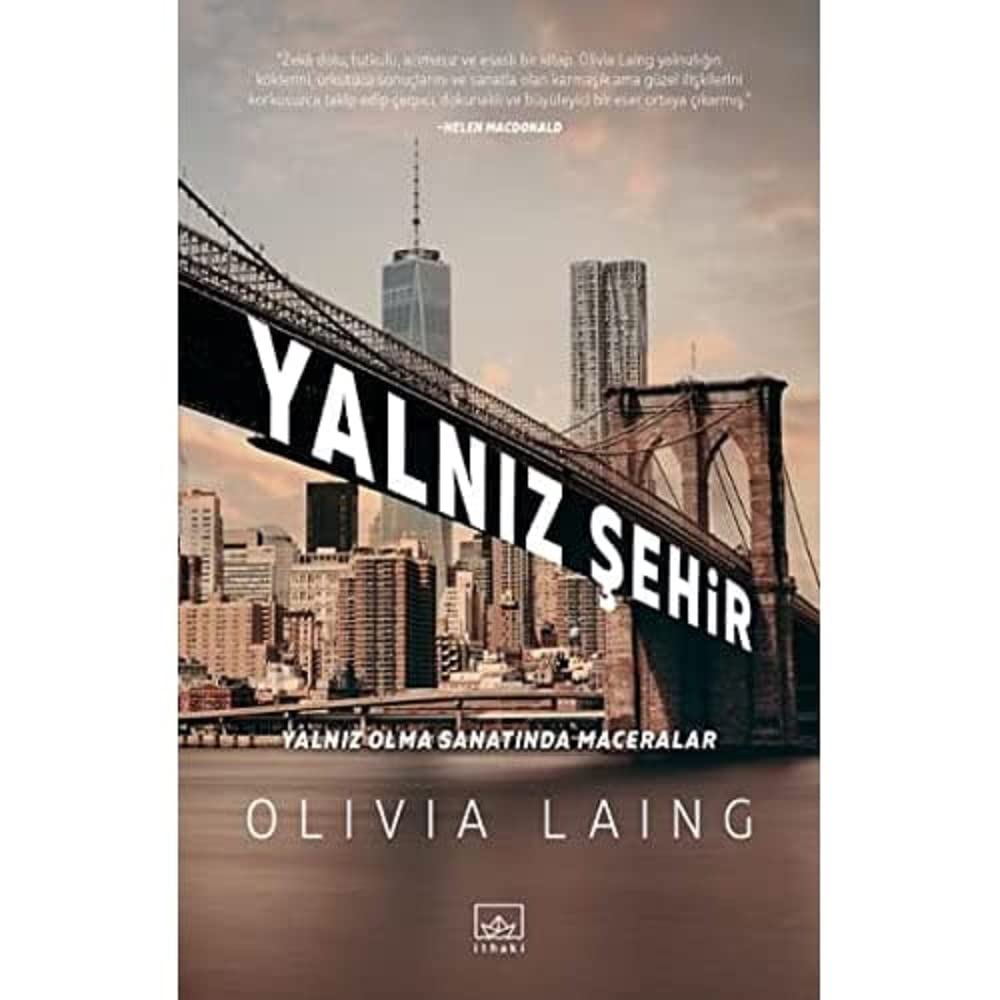 "Zekâ dolu, tutkulu, acımasız ve esaslı bir kitap. Olivia Laing yalnızlığın
köklerini, ürkütücü sonuçlarını ve sanatla olan karmaşık ama güzel ilişkilerini
korkusuzca takip edip çarpıcı, dokunaklı ve büyüleyici bir eser ortaya çıkarmış."
-HELEN MACDONALD
YALNIZ ŞEHiR
YALNIZ OLMA SANATINDA MACERALAR
OLIVIA LAING
ithaki